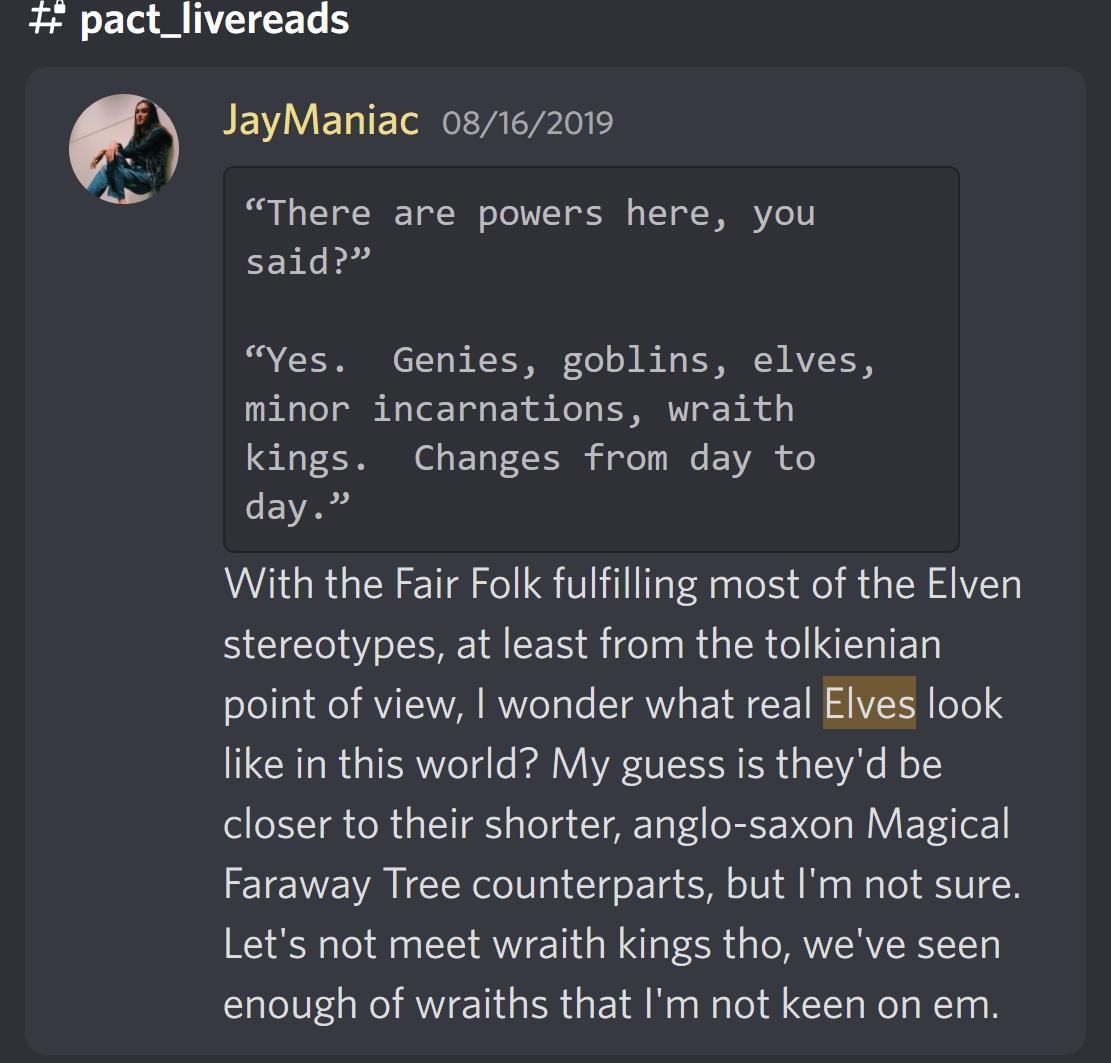 # pact_livereads
JayManiac 08/16/2019
“There are powers here, you
said?”
“Yes.  Genies, goblins, elves,
minor incarnations, wraith
kings.  Changes from day to
day.”
With the Fair Folk fulfilling most of the Elven
stereotypes, at least from the tolkienian
point of view, I wonder what real Elves look
like in this world? My guess is they'd be
closer to their shorter, anglo-saxon Magical
Faraway Tree counterparts, but I'm not sure.
Let's not meet wraith kings tho, we've seen
enough of wraiths that I'm not keen on em.